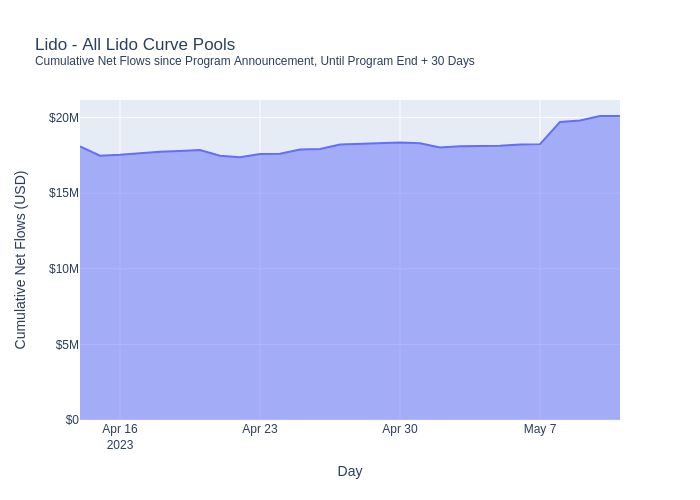 Lido - All Lido Curve Pools
Cumulative Net Flows since Program Announcement, Until Program End + 30 Days
Cumulative Net Flows (USD)
$20M
$15M
$10M
$5M
$0
Apr 16
2023
Apr 23
Apr 30
May 7
Day